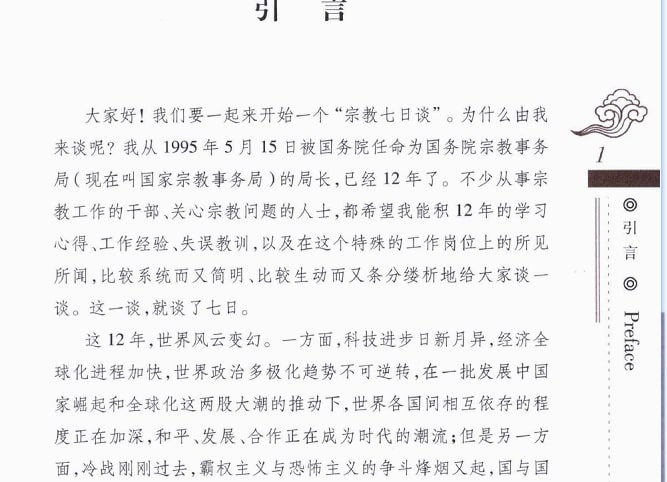 引 言
大家好！我们要一起来开始一个“宗教七日谈”。为什么由我
来谈呢？我从 1995 年 5 月 15 日被国务院任命为国务院宗教事务
局（现在叫国家宗教事务局）的局长，已经 12 年了。不少从事宗
教工作的干部、关心宗教问题的人士，都希望我能积 12 年的学习
心得、工作经验、失误教训，以及在这个特殊的工作岗位上的所见
所闻，比较系统而又简明、比较生动而又条分缕析地给大家谈一
谈。这一谈，就谈了七日。
这 12 年，世界风云变幻。一方面，科技进步日新月异，经济全
球化进程加快，世界政治多极化趋势不可逆转，在一批发展中国
家崛起和全球化这两股大潮的推动下，世界各国间相互依存的程
度正在加深，和平、发展、合作正在成为时代的潮流；但是另一方
面，冷战刚刚过去，霸权主义与恐怖主义的争斗烽烟又起，国与国
1
◎引言◎ Preface